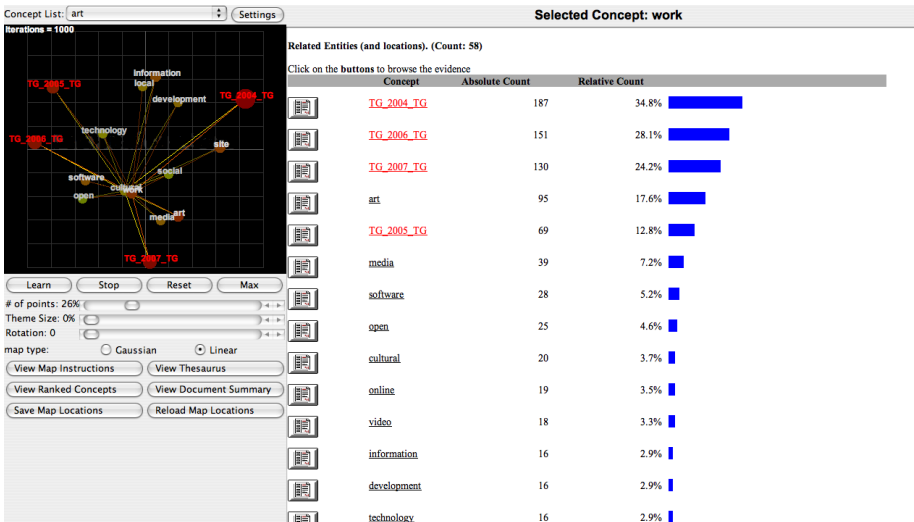 Concept List: art
Settings
Iterations = 1000
information
local
TG_2005_TG
TG_2004_TG
development
technology
TG_2006_TG
site
social
software
cultural
work
open
art
media
TG_2007_TG
Learn
Stop
Reset
Max
# of points: 26%
Theme Size: 0%
Rotation: 0
map type:
Gaussian
Linear
View Map Instructions
View Thesaurus
View Ranked Concepts
View Document Summary
Save Map Locations
Reload Map Locations
Selected Concept: work
Related Entities (and locations). (Count: 58)
Click on the buttons to browse the evidence
Concept Absolute Count Relative Count
TG_2004_TG 187 34.8%
TG_2006_TG 151 28.1%
TG_2007_TG 130 24.2%
art 95 17.6%
TG_2005_TG 69 12.8%
media 39 7.2%
software 28 5.2%
open 25 4.6%
cultural 20 3.7%
online 19 3.5%
video 18 3.3%
information 16 2.9%
development 16 2.9%
technology 16 2.9%